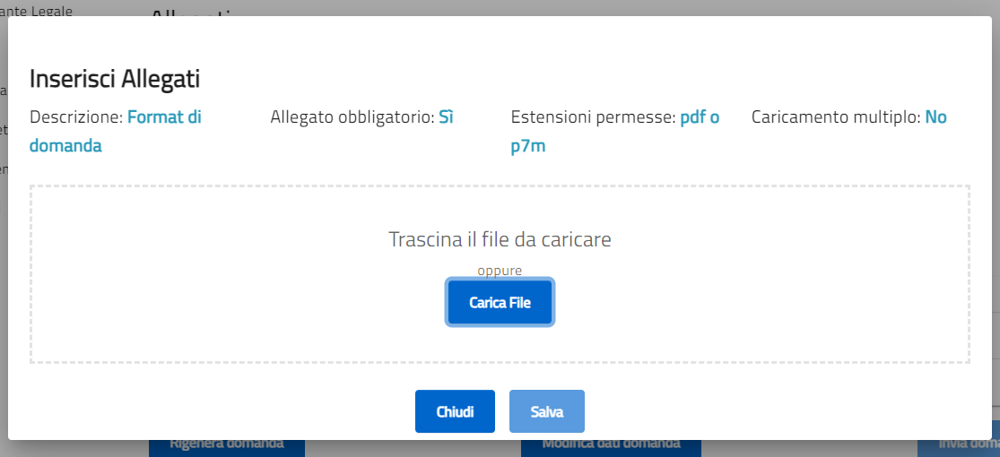 ante Legale
Inserisci Allegati
Descrizione: Format di domanda
Allegato obbligatorio: Sì
Estensioni permesse: pdf o p7m
Caricamento multiplo: No
Trascina il file da caricare
oppure
Carica File
Chiudi
Salva
Rigenera domanda
Modifica dati domanda
Invia dom